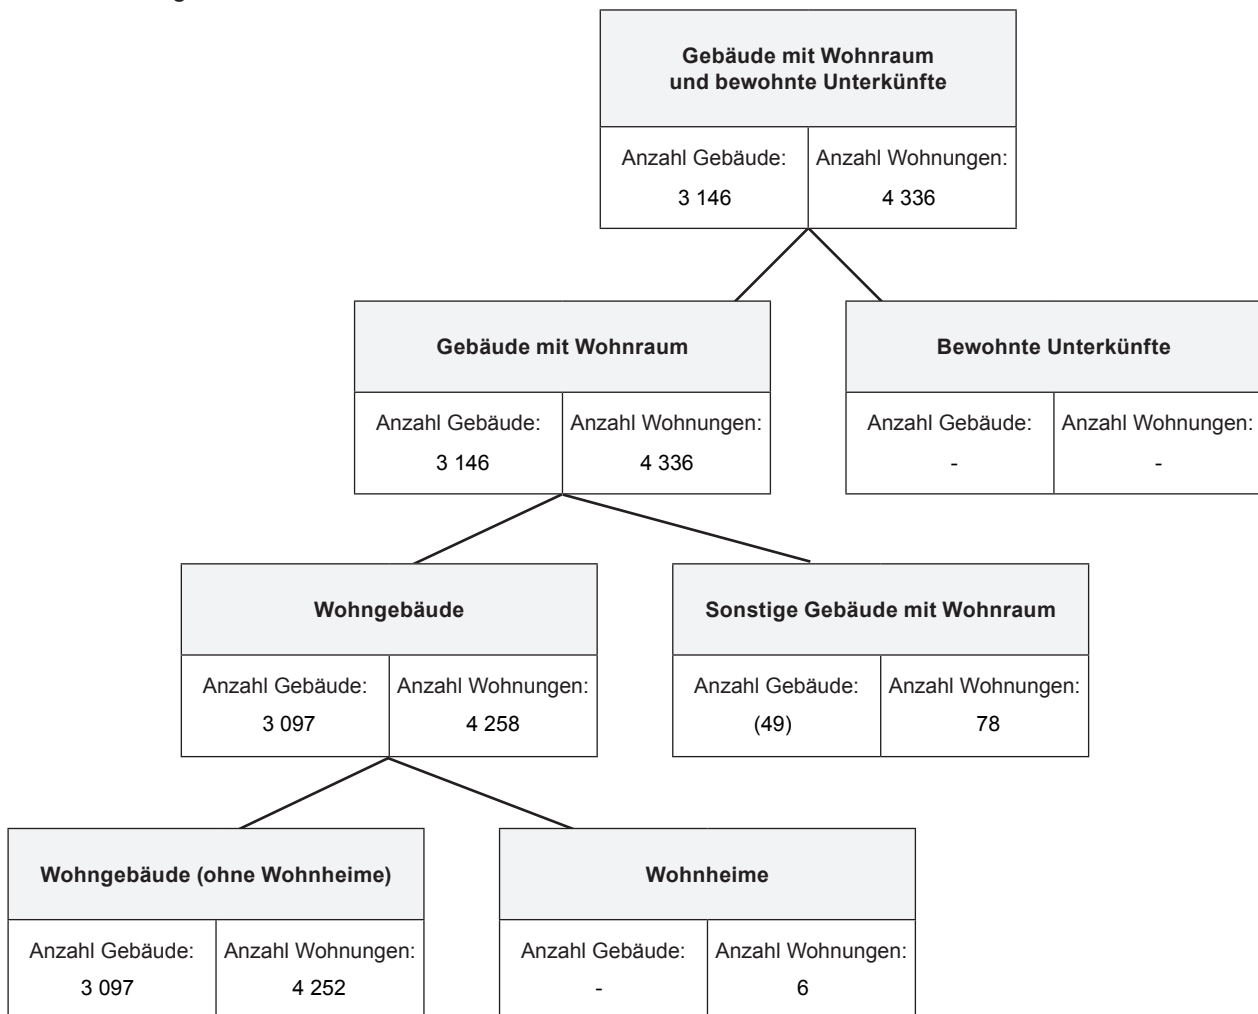 Gebäude mit Wohnraum
und bewohnte Unterkünfte
Anzahl Gebäude: Anzahl Wohnungen:
3 146 4 336
Gebäude mit Wohnraum Bewohnte Unterkünfte
Anzahl Gebäude: Anzahl Wohnungen: Anzahl Gebäude: Anzahl Wohnungen:
3 146 4 336 - -
Wohngebäude Sonstige Gebäude mit Wohnraum
Anzahl Gebäude: Anzahl Wohnungen: Anzahl Gebäude: Anzahl Wohnungen:
3 097 4 258 (49) 78
Wohngebäude (ohne Wohnheime) Wohnheime
Anzahl Gebäude: Anzahl Wohnungen: Anzahl Gebäude: Anzahl Wohnungen:
3 097 4 252 - 6